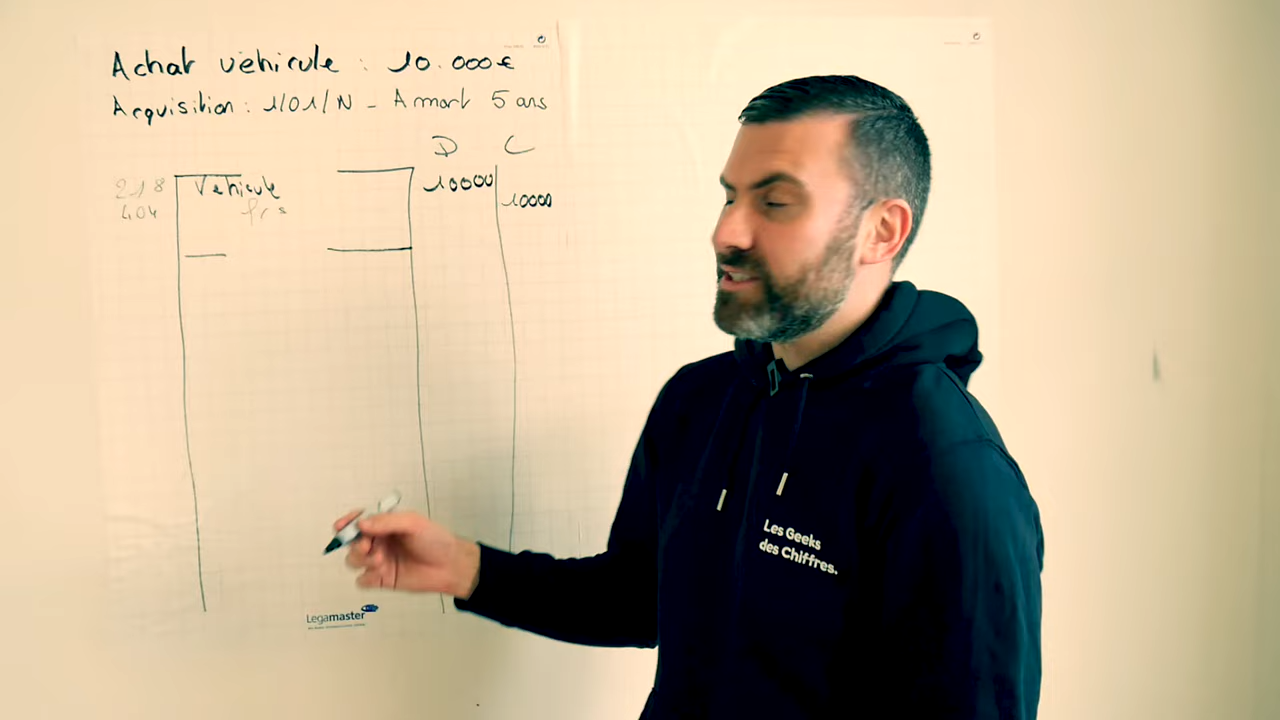 Achat véhicule : 10.000€
Acquisition : 1/01/N - Amort 5 ans
D C
218 Véhicule 10000
404 frs 10000
Les Geeks
des Chiffres.
Legamaster